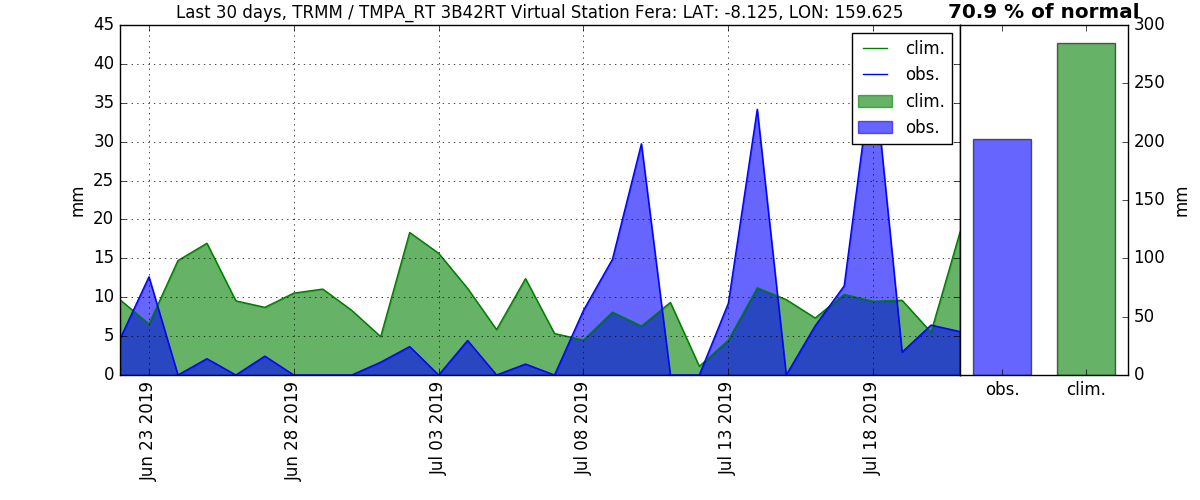 Last 30 days, TRMM / TMPA_RT 3B42RT Virtual Station Fera: LAT: -8.125, LON: 159.625
70.9 % of normal
45
40
35
30
25
20
15
10
5
0
mm
clim.
obs.
clim.
obs.
Jun 23 2019
Jun 28 2019
Jul 03 2019
Jul 08 2019
Jul 13 2019
Jul 18 2019
300
250
200
150
100
50
0
mm
obs.
clim.